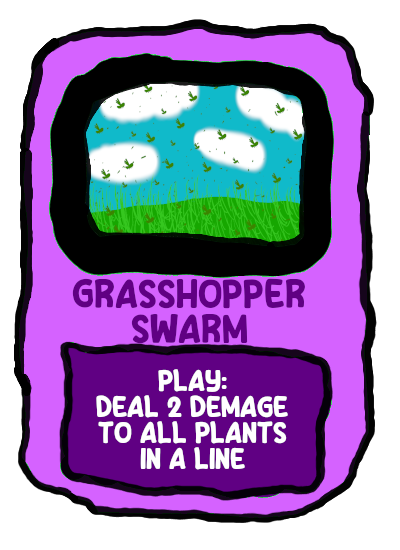 GRASSHOPPER
SWARM
PLAY:
DEAL 2 DEMAGE
TO ALL PLANTS
IN A LINE